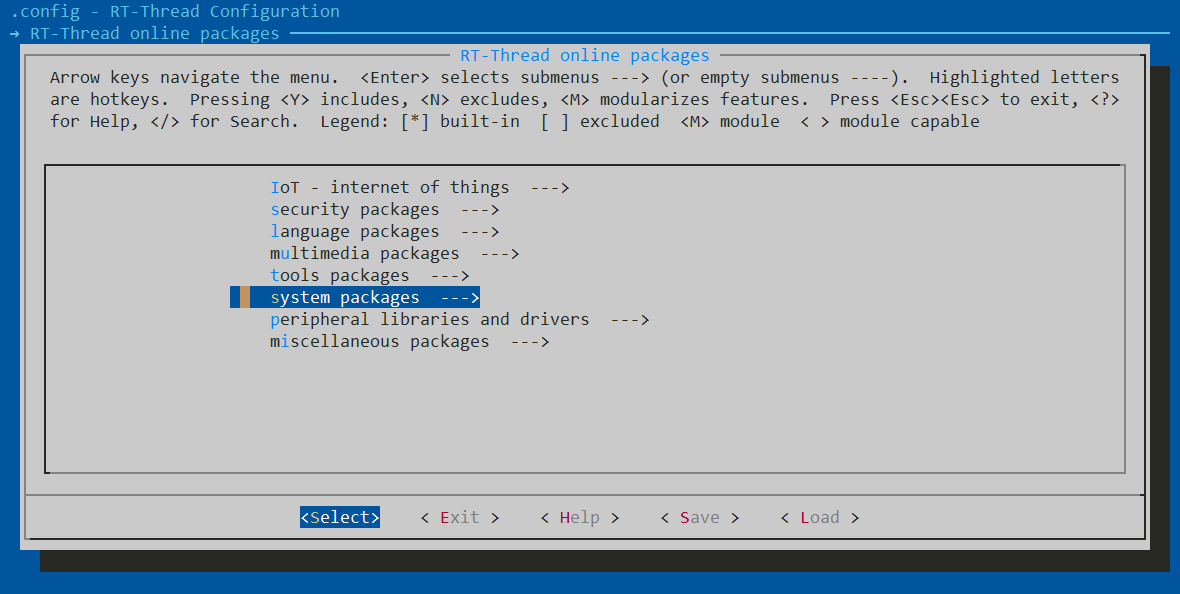 .config - RT-Thread Configuration
→ RT-Thread online packages
RT-Thread online packages
Arrow keys navigate the menu.  <Enter> selects submenus ---> (or empty submenus ----).  Highlighted letters
are hotkeys.  Pressing <Y> includes, <N> excludes, <M> modularizes features.  Press <Esc><Esc> to exit, <?>
for Help, </> for Search.  Legend: [*] built-in  [ ] excluded  <M> module  < > module capable
IoT - internet of things  --->
security packages  --->
language packages  --->
multimedia packages  --->
tools packages  --->
system packages  --->
peripheral libraries and drivers  --->
miscellaneous packages  --->
<Select>    < Exit >    < Help >    < Save >    < Load >